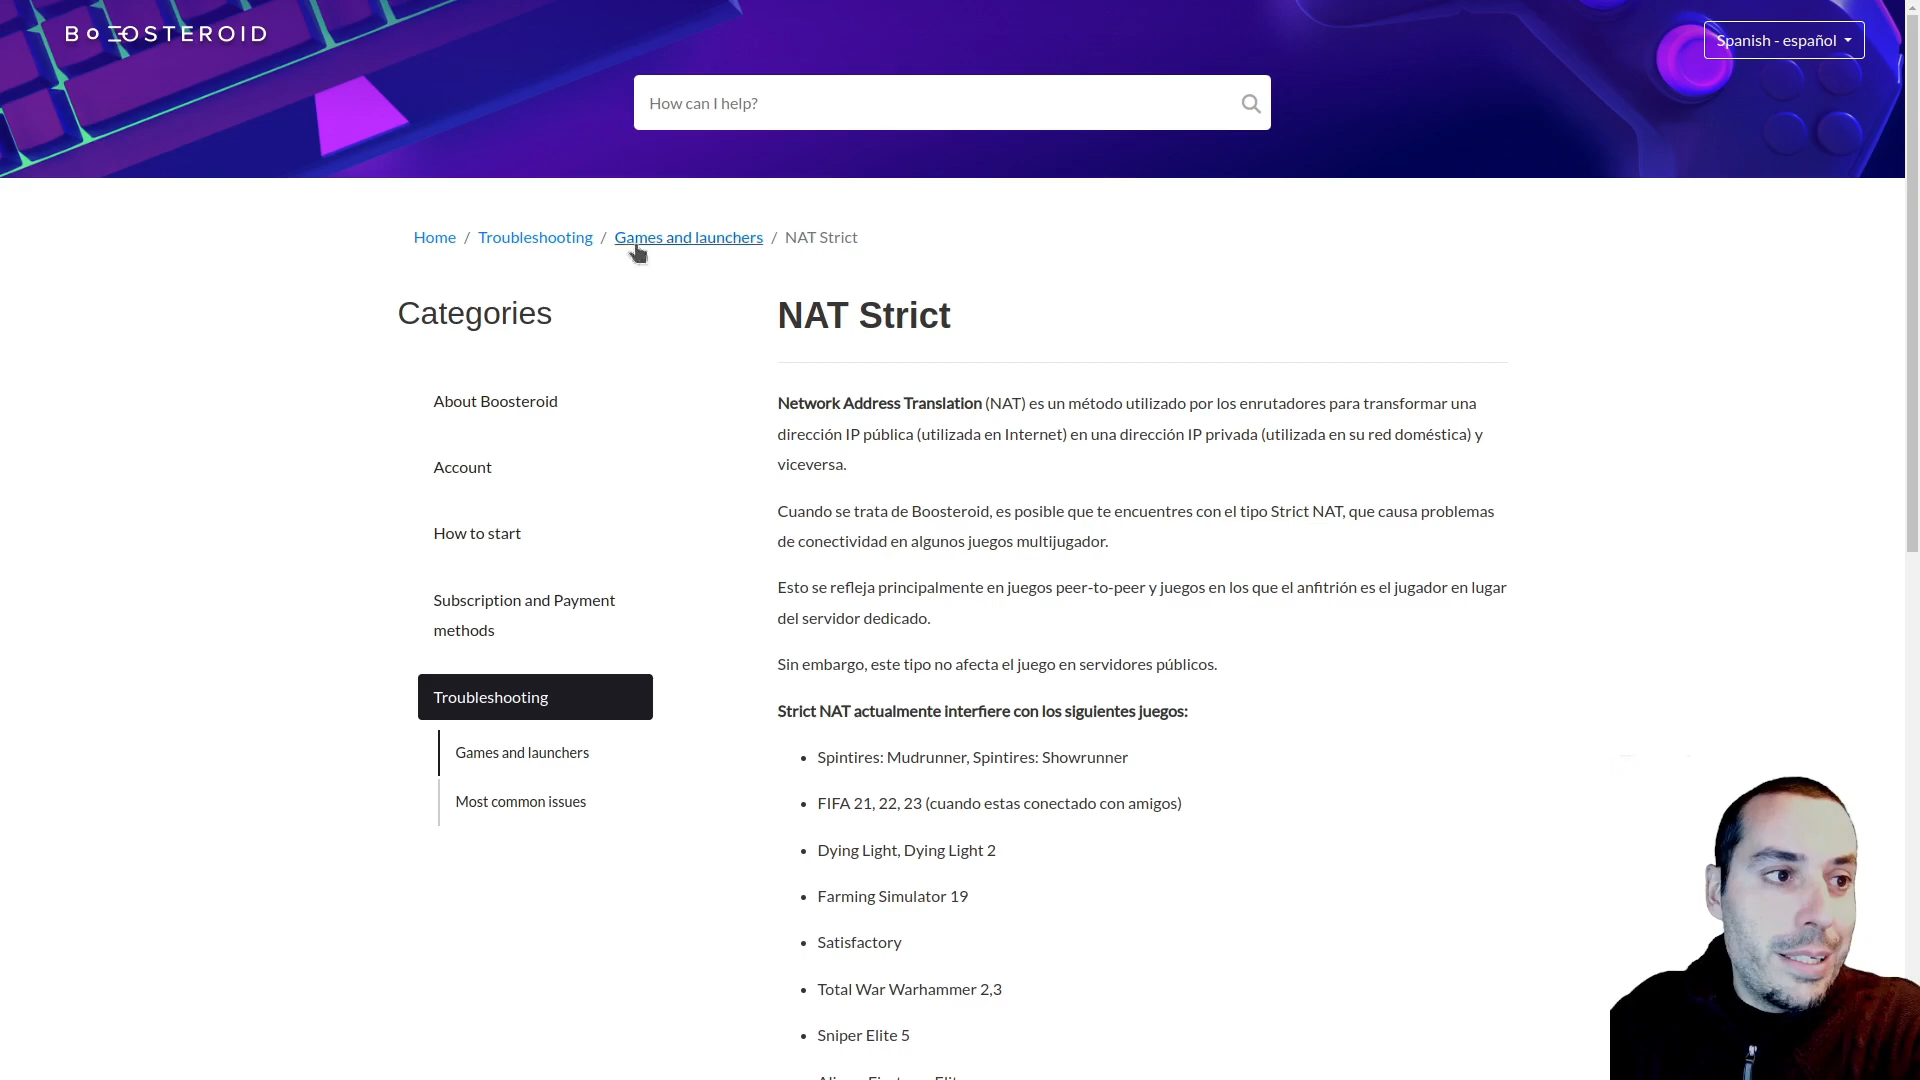 BOOSTEROID
Spanish - español
How can I help?
Home / Troubleshooting / Games and launchers / NAT Strict
Categories
About Boosteroid
Account
How to start
Subscription and Payment
methods
Troubleshooting
Games and launchers
Most common issues
NAT Strict
Network Address Translation (NAT) es un método utilizado por los enrutadores para transformar una
dirección IP pública (utilizada en Internet) en una dirección IP privada (utilizada en su red doméstica) y
viceversa.
Cuando se trata de Boosteroid, es posible que te encuentres con el tipo Strict NAT, que causa problemas
de conectividad en algunos juegos multijugador.
Esto se refleja principalmente en juegos peer-to-peer y juegos en los que el anfitrión es el jugador en lugar
del servidor dedicado.
Sin embargo, este tipo no afecta el juego en servidores públicos.
Strict NAT actualmente interfiere con los siguientes juegos:
• Spintires: Mudrunner, Spintires: Showrunner
• FIFA 21, 22, 23 (cuando estas conectado con amigos)
• Dying Light, Dying Light 2
• Farming Simulator 19
• Satisfactory
• Total War Warhammer 2,3
• Sniper Elite 5